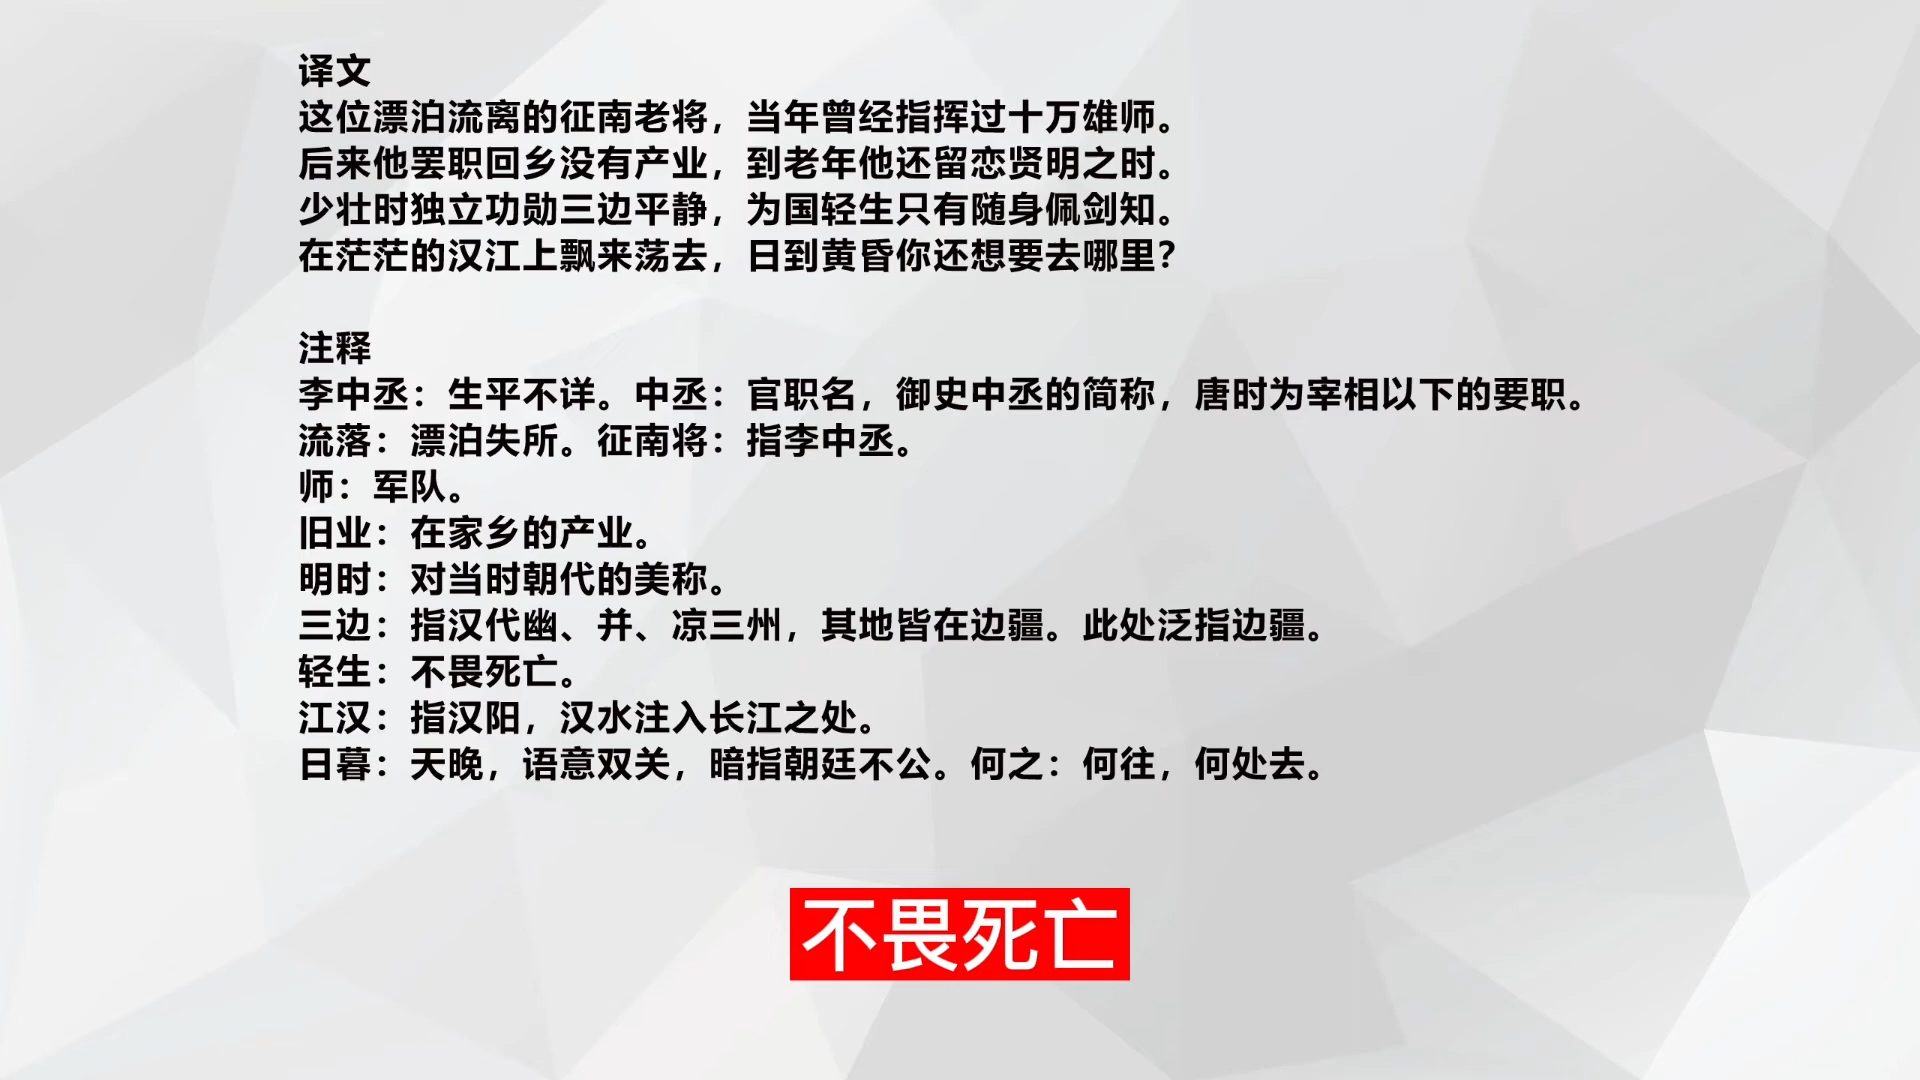 译文
这位漂泊流离的征南老将，当年曾经指挥过十万雄师。
后来他罢职回乡没有产业，到老年他还留恋贤明之时。
少壮时独立功勋三边平静，为国轻生只有随身佩剑知。
在茫茫的汉江上飘来荡去，日到黄昏你还想要去哪里？
注释
李中丞：生平不详。中丞：官职名，御史中丞的简称，唐时为宰相以下的要职。
流落：漂泊失所。征南将：指李中丞。
师：军队。
旧业：在家乡的产业。
明时：对当时朝代的美称。
三边：指汉代幽、并、凉三州，其地皆在边疆。此处泛指边疆。
轻生：不畏死亡。
江汉：指汉阳，汉水注入长江之处。
日暮：天晚，语意双关，暗指朝廷不公。何之：何往，何处去。
不畏死亡